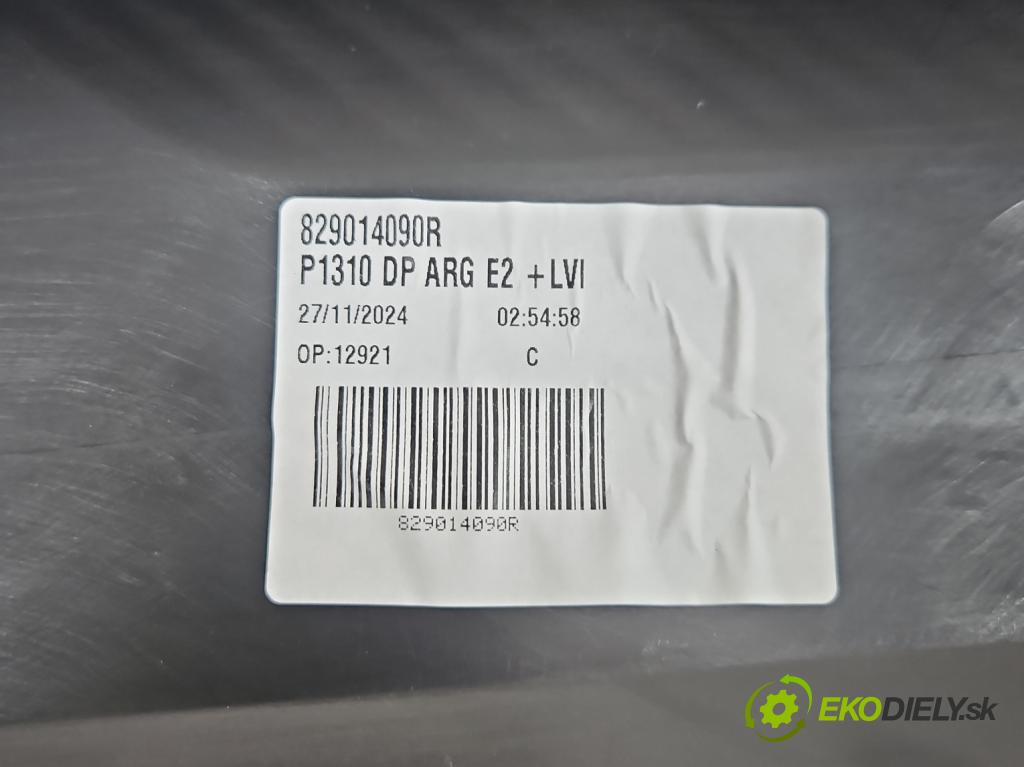 829014090R
P1310 DP ARG E2 +LVI
27/11/2024 02:54:58
OP:12921 C
829014090R
EKODIELY.sk